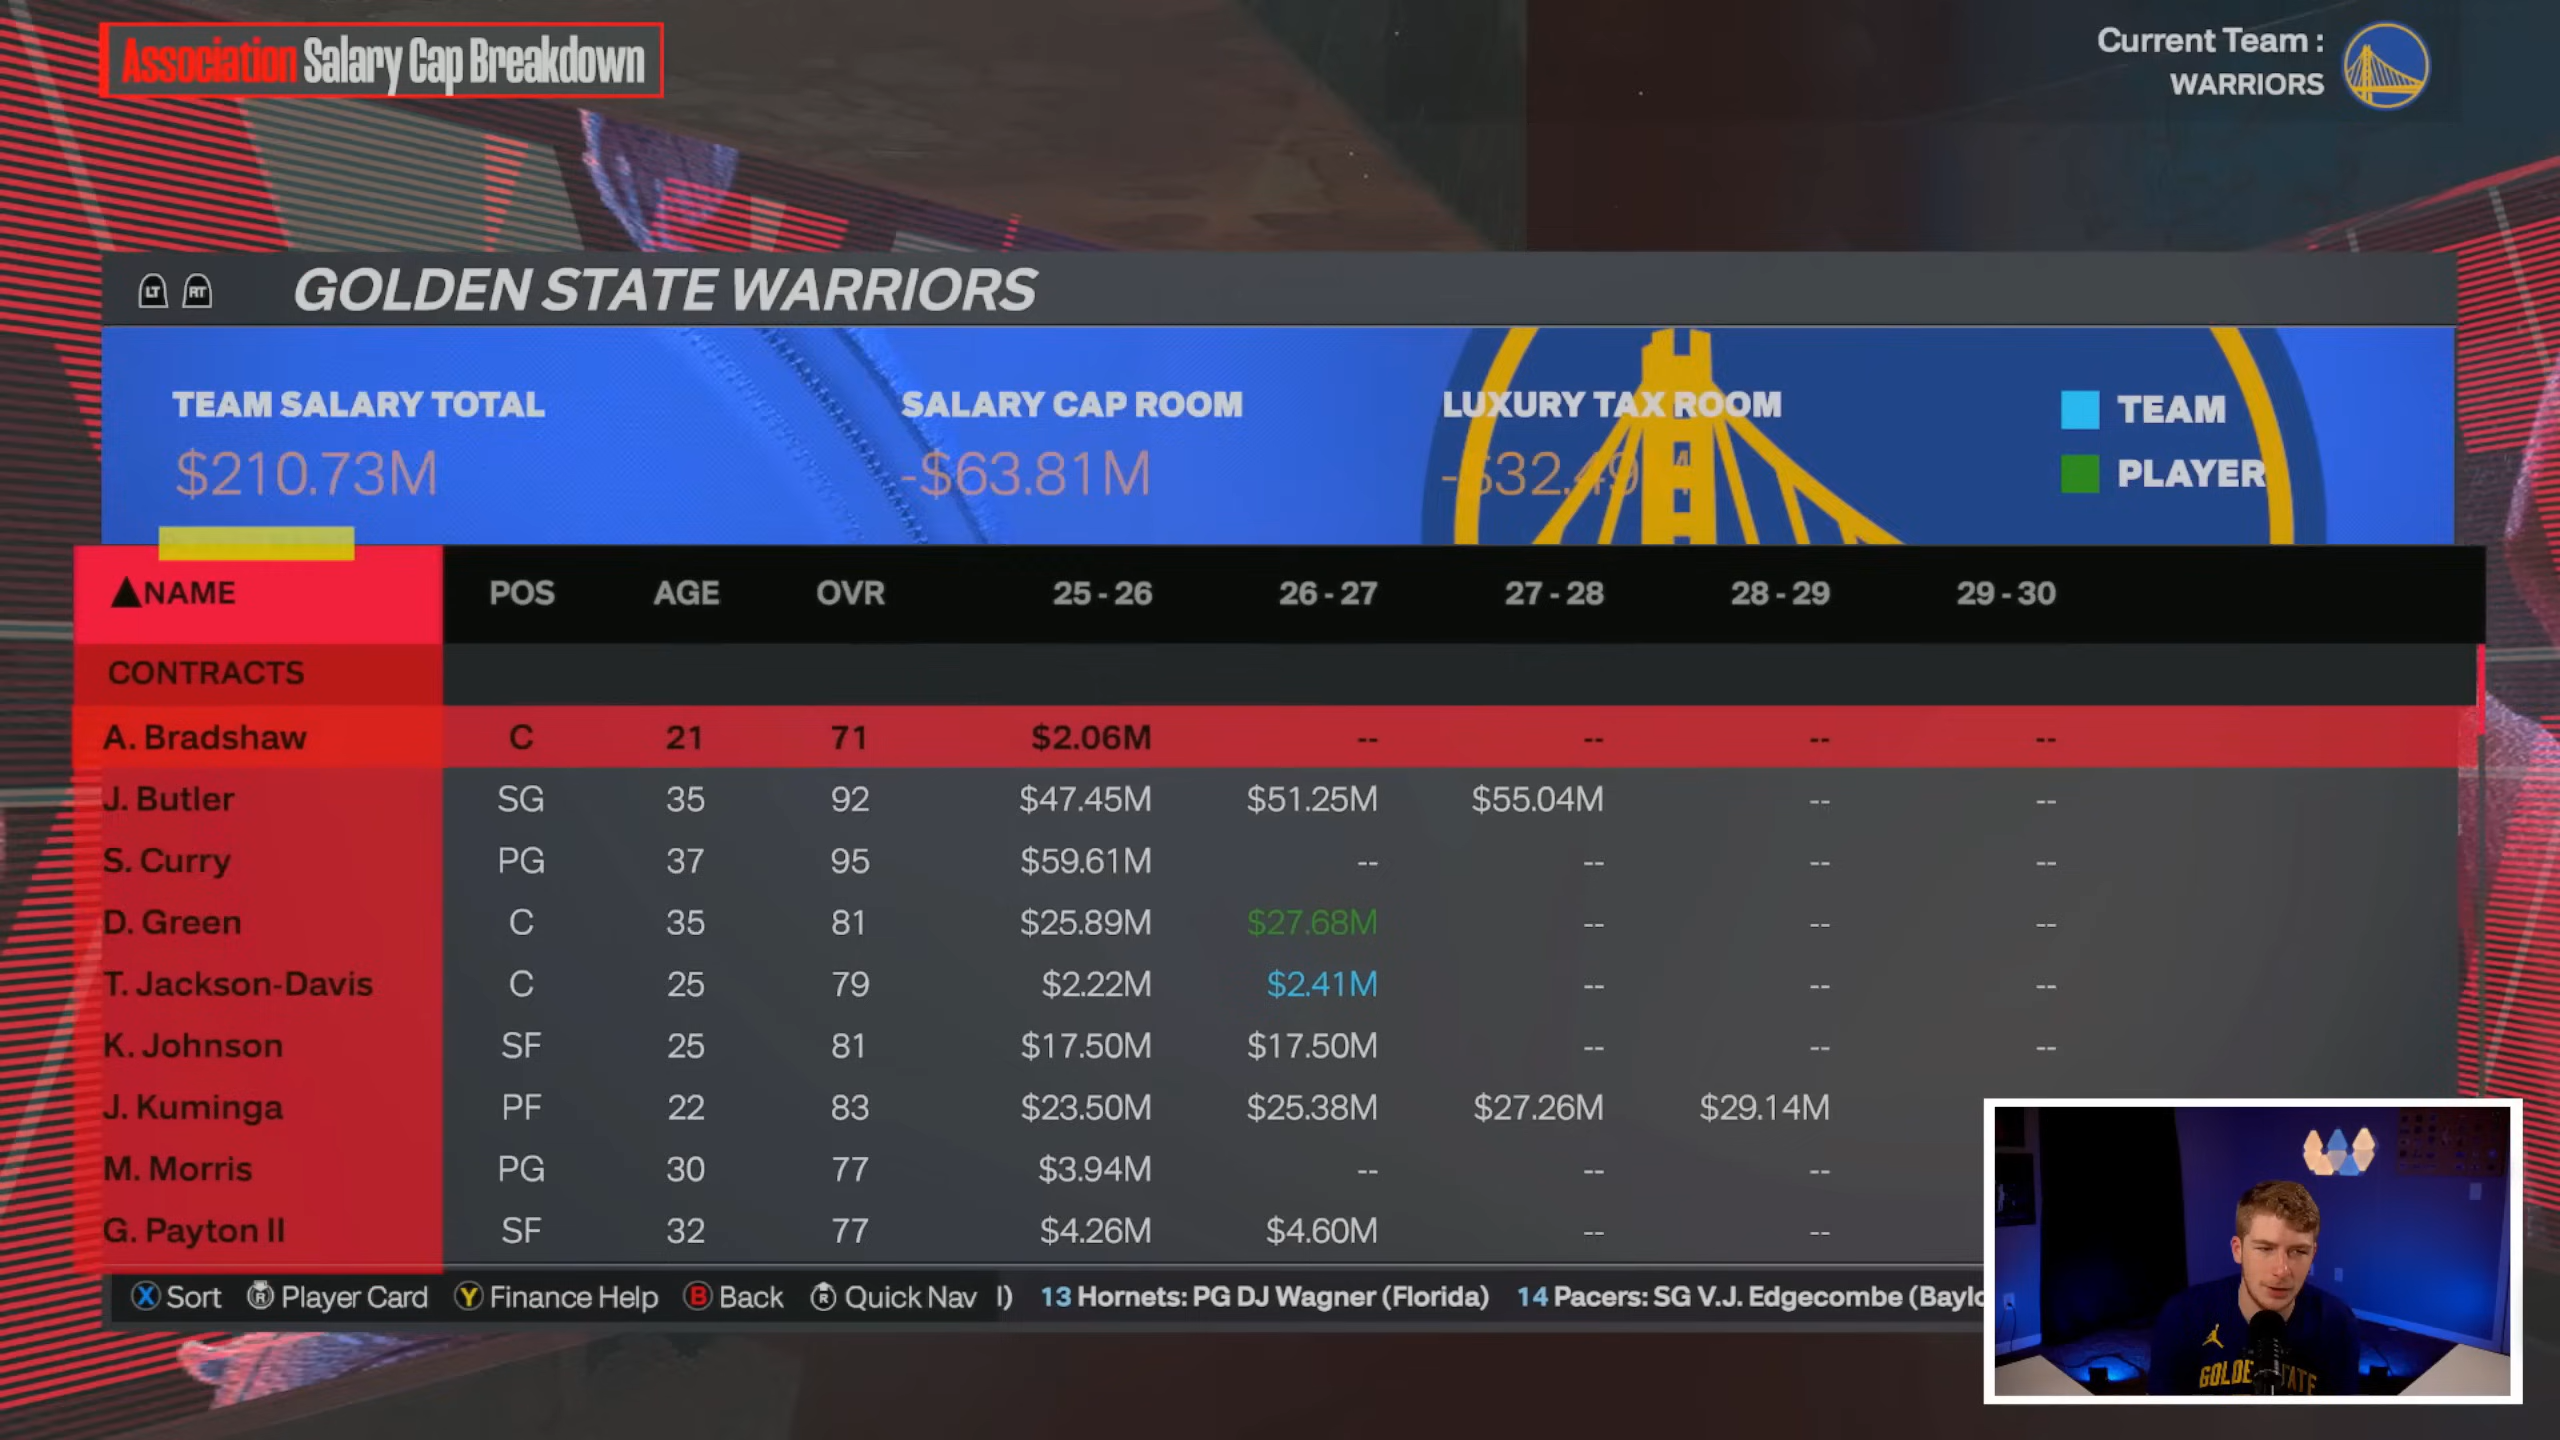 Association Salary Cap Breakdown
Current Team :
WARRIORS
LT RT GOLDEN STATE WARRIORS
TEAM SALARY TOTAL SALARY CAP ROOM LUXURY TAX ROOM TEAM
$210.73M -$63.81M -$32.49M PLAYER
▲NAME POS AGE OVR 25 - 26 26 - 27 27 - 28 28 - 29 29 - 30
CONTRACTS
A. Bradshaw C 21 71 $2.06M -- -- -- --
J. Butler SG 35 92 $47.45M $51.25M $55.04M -- --
S. Curry PG 37 95 $59.61M -- -- -- --
D. Green C 35 81 $25.89M $27.68M -- -- --
T. Jackson-Davis C 25 79 $2.22M $2.41M -- -- --
K. Johnson SF 25 81 $17.50M $17.50M -- -- --
J. Kuminga PF 22 83 $23.50M $25.38M $27.26M $29.14M
M. Morris PG 30 77 $3.94M -- -- --
G. Payton II SF 32 77 $4.26M $4.60M -- --
X Sort R Player Card Y Finance Help B Back R Quick Nav l) 13 Hornets: PG DJ Wagner (Florida) 14 Pacers: SG V.J. Edgecombe (Baylo